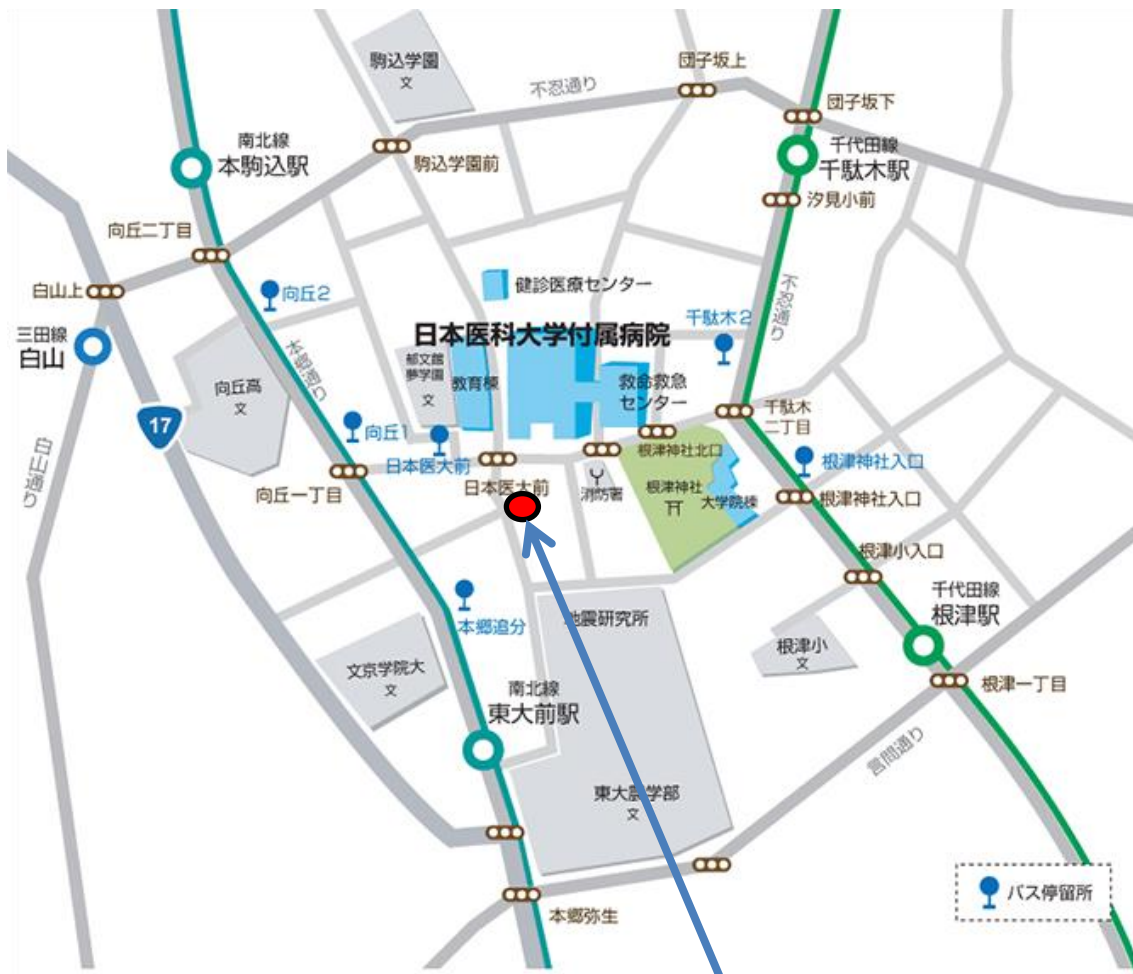 駒込学園
文
団子坂上
不忍通り
団子坂下
南北線
本駒込駅
千代田線
千駄木駅
駒込学園前
汐見小前
向丘二丁目
白山上
向丘2
健診医療センター
不忍通り
三田線
白山
日本医科大学付属病院
千駄木2
本郷通り
郁文館
夢学園
文
教育棟
救命救急
センター
向丘高
文
17
千駄木
二丁目
向丘1
白山通り
日本医大前
根津神社北口
根津神社入口
向丘一丁目
日本医大前
消防署
根津神社
大学院棟
根津神社入口
根津小入口
千代田線
根津駅
本郷追分
地震研究所
根津小
文
文京学院大
文
根津一丁目
南北線
東大前駅
言問通り
東大農学部
文
バス停留所
本郷弥生